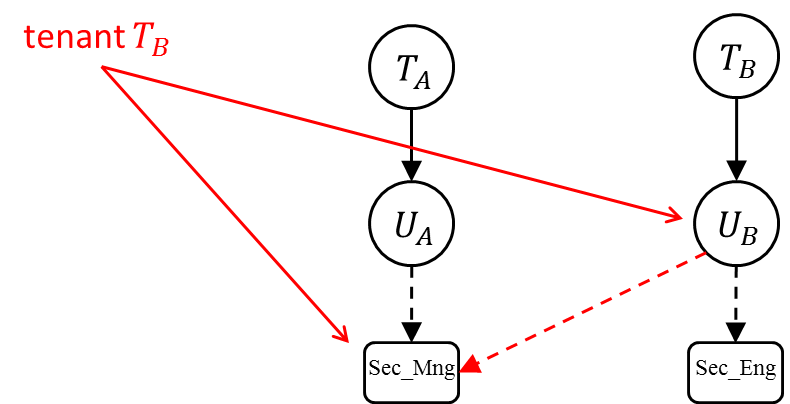 tenant T_B
T_A
T_B
U_A
U_B
Sec_Mng
Sec_Eng